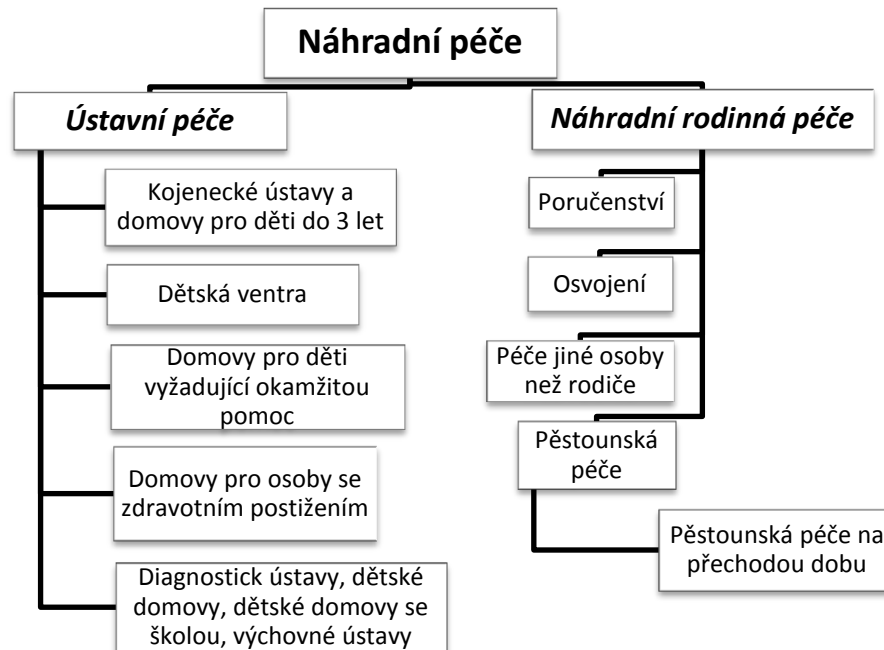 Náhradní péče
Ústavní péče
Kojenecké ústavy a
domovy pro děti do 3 let
Dětská ventra
Domovy pro děti
vyžadující okamžitou
pomoc
Domovy pro osoby se
zdravotním postižením
Diagnostick ústavy, dětské
domovy, dětské domovy se
školou, výchovné ústavy
Náhradní rodinná péče
Poručenství
Osvojení
Péče jiné osoby
než rodiče
Pěstounská
péče
Pěstounská péče na
přechodou dobu